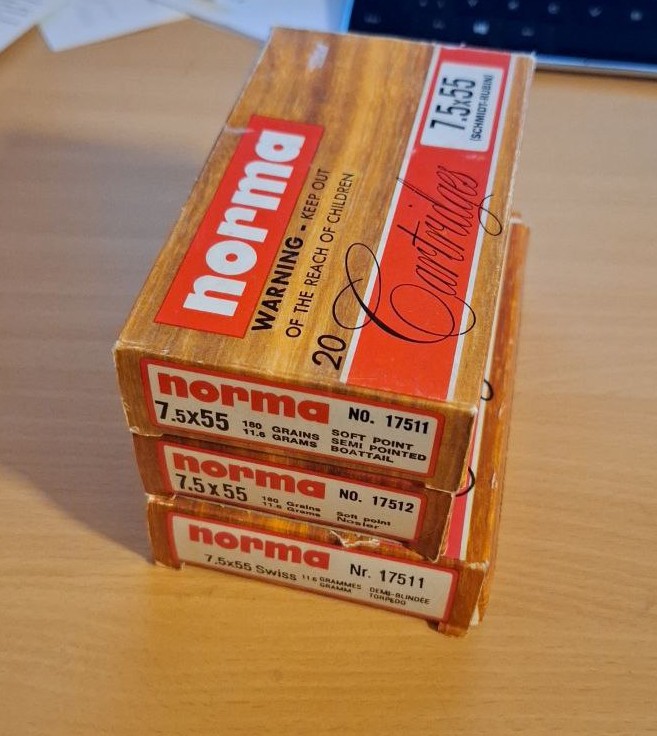 norma
WARNING - KEEP OUT
OF THE REACH OF CHILDREN
20 Cartridges
7.5x55
(SCHMIDT-RUBIN)
norma
NO. 17511
7.5x55
180 GRAINS
11.6 GRAMS
SOFT POINT
SEMI POINTED
BOATTAIL
norma
NO. 17512
7.5x55
180 Grains
11.6 Grams
Soft point
Nosler
norma
Nr. 17511
7.5x55 Swiss
11.6 GRAMMES
GRAMM
DEMI-BLINDÉE
TORPEDO